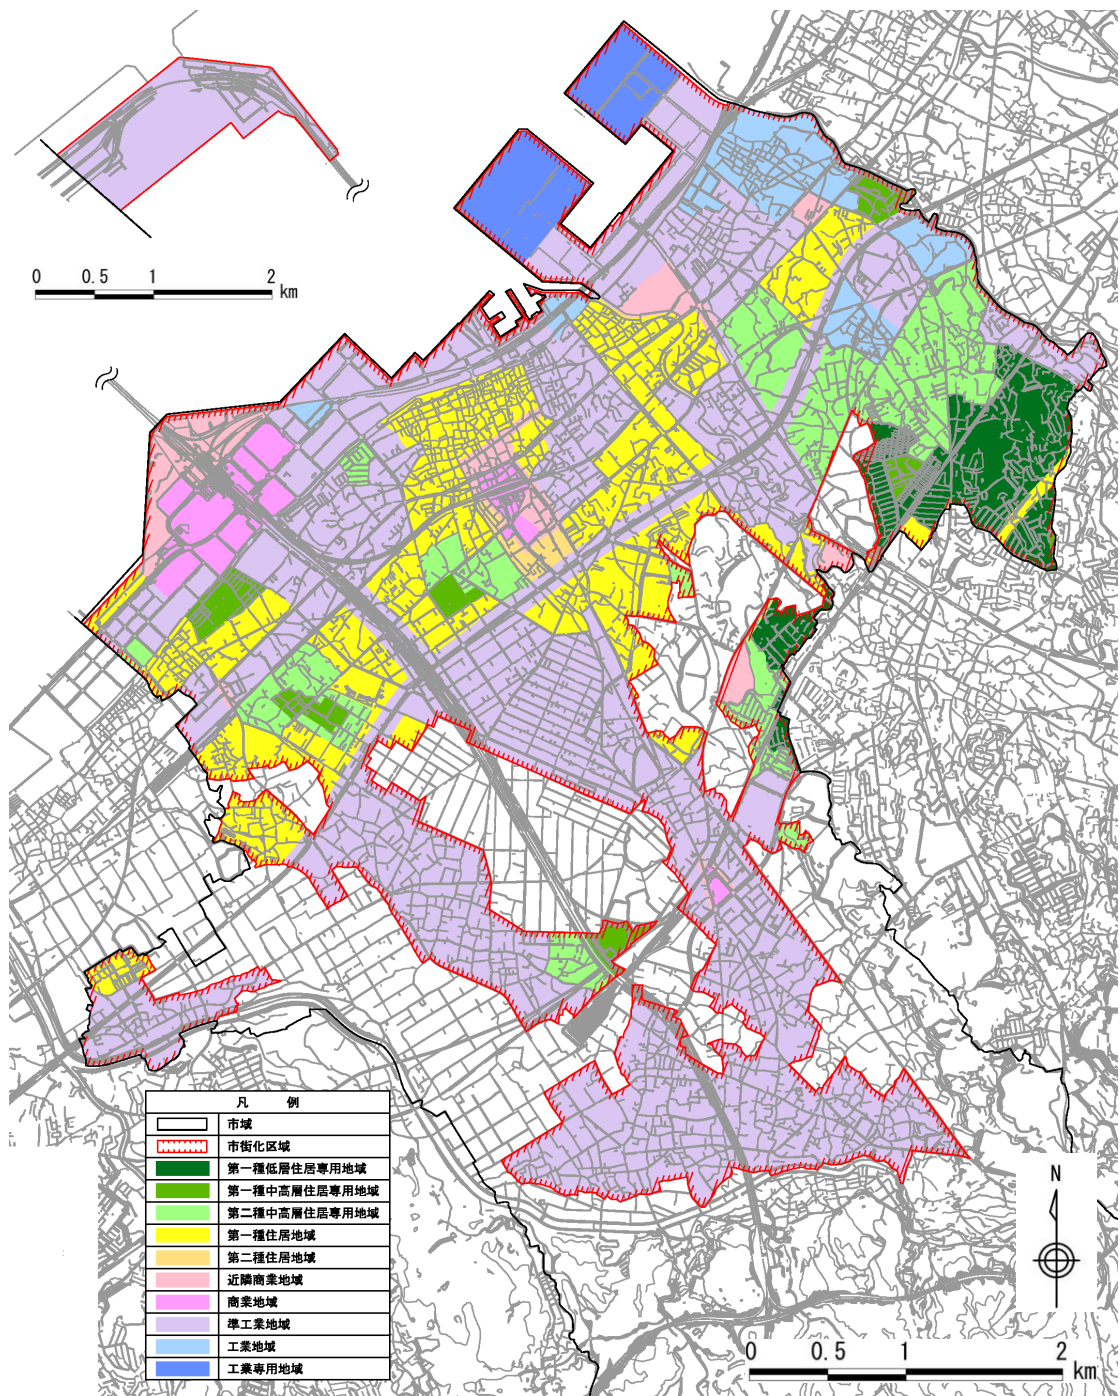 0 0.5 1 2 km
凡 例
市域
市街化区域
第一種低層住居専用地域
第一種中高層住居専用地域
第二種中高層住居専用地域
第一種住居地域
第二種住居地域
近隣商業地域
商業地域
準工業地域
工業地域
工業専用地域
N
0 0.5 1 2 km